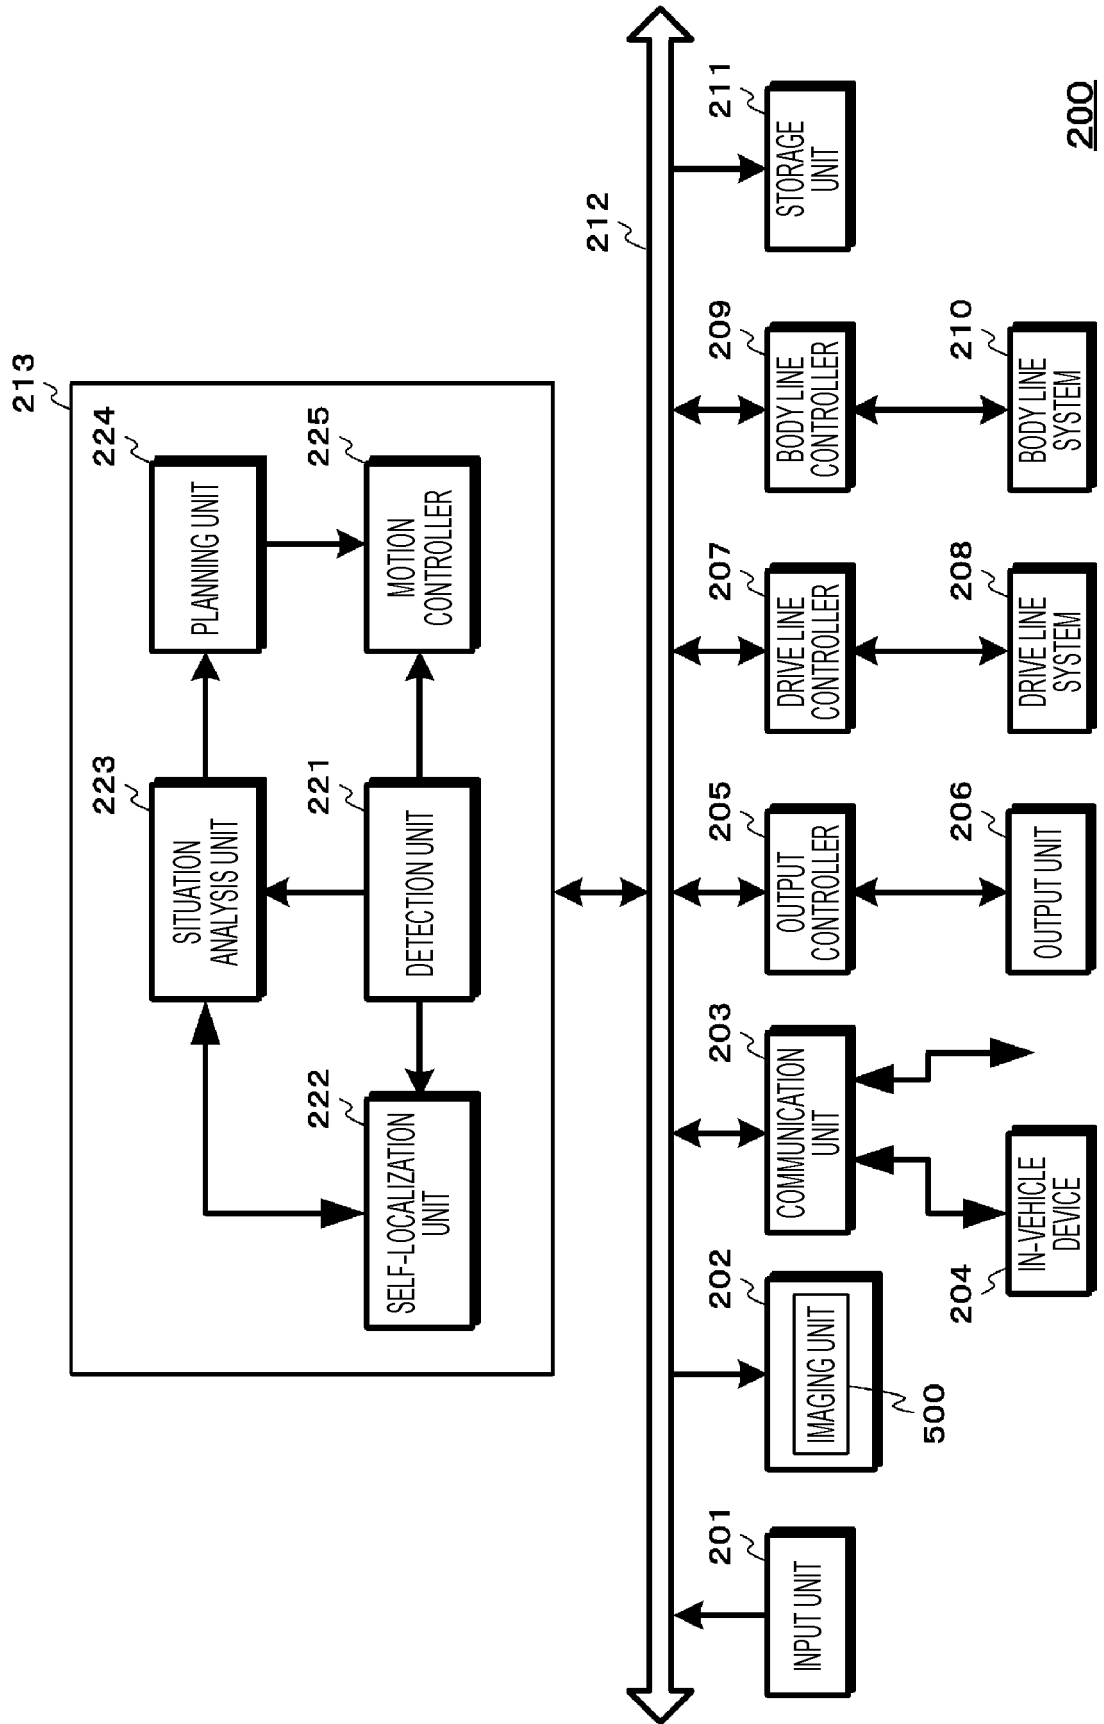 213
223
SITUATION
ANALYSIS UNIT
224
PLANNING UNIT
222
SELF-LOCALIZATION
UNIT
221
DETECTION UNIT
225
MOTION
CONTROLLER
212
201
INPUT UNIT
202
IMAGING UNIT
500
203
COMMUNICATION
UNIT
205
OUTPUT
CONTROLLER
207
DRIVE LINE
CONTROLLER
209
BODY LINE
CONTROLLER
211
STORAGE
UNIT
204
IN-VEHICLE
DEVICE
206
OUTPUT UNIT
208
DRIVE LINE
SYSTEM
210
BODY LINE
SYSTEM
200